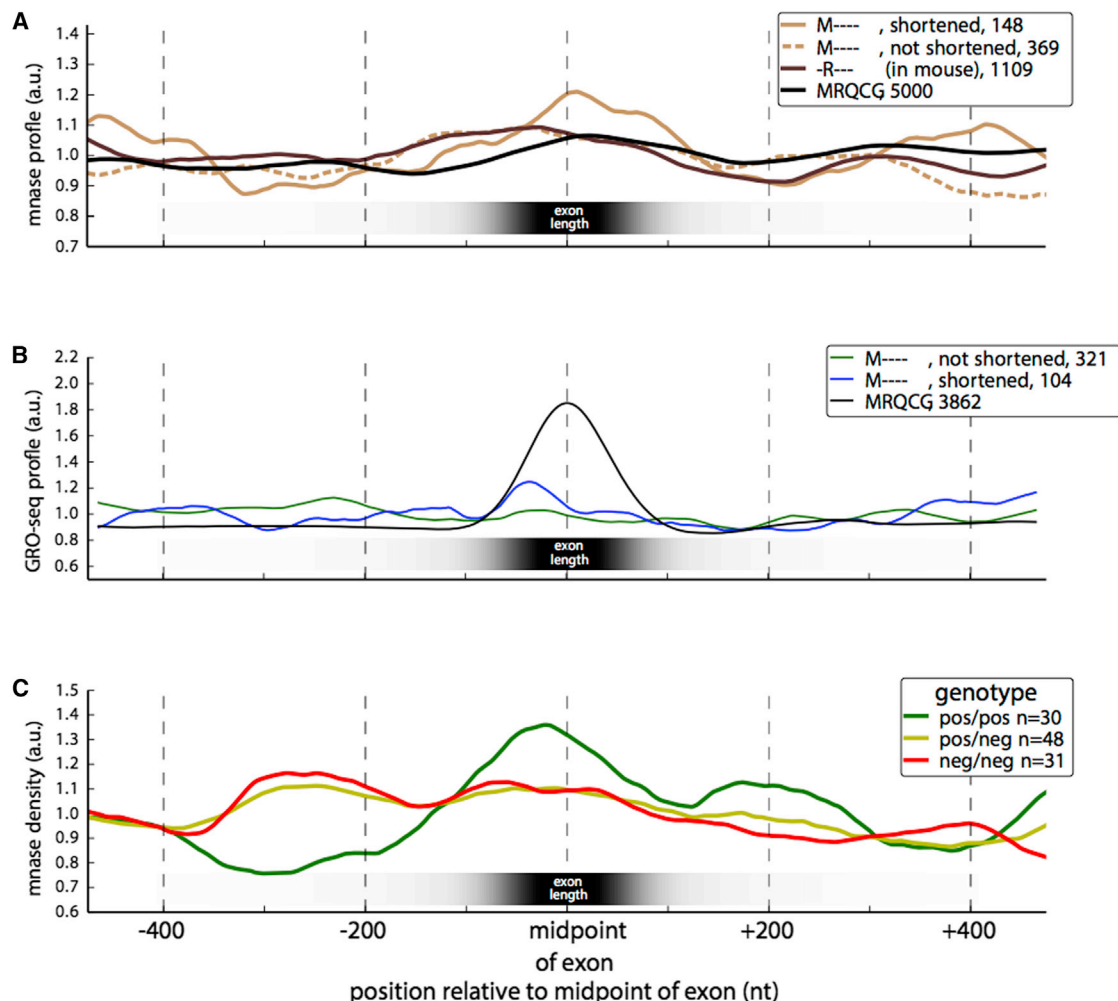 A
mnase profle (a.u.)
1.4
1.3
1.2
1.1
1.0
0.9
0.8
0.7
M---- , shortened, 148
M---- , not shortened, 369
-R--- (in mouse), 1109
MRQCG, 5000
exon
length
B
GRO-seq profle (a.u.)
2.2
2.0
1.8
1.6
1.4
1.2
1.0
0.8
0.6
M---- , not shortened, 321
M---- , shortened, 104
MRQCG, 3862
exon
length
C
mnase density (a.u.)
1.5
1.4
1.3
1.2
1.1
1.0
0.9
0.8
0.7
0.6
genotype
pos/pos n=30
pos/neg n=48
neg/neg n=31
exon
length
-400 -200 midpoint +200 +400
of exon
position relative to midpoint of exon (nt)